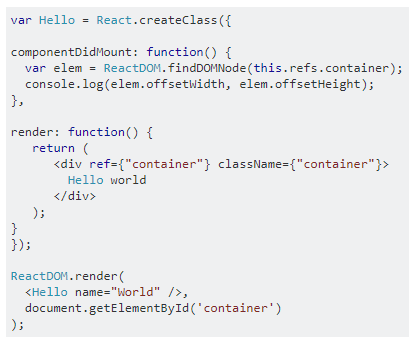 var Hello = React.createClass({
componentDidMount: function() {
var elem = ReactDOM.findDOMNode(this.refs.container);
console.log(elem.offsetWidth, elem.offsetHeight);
},
render: function() {
return (
<div ref={"container"} className={"container"}>
Hello world
</div>
);
}
});
ReactDOM.render(
<Hello name="World" />,
document.getElementById('container')
);